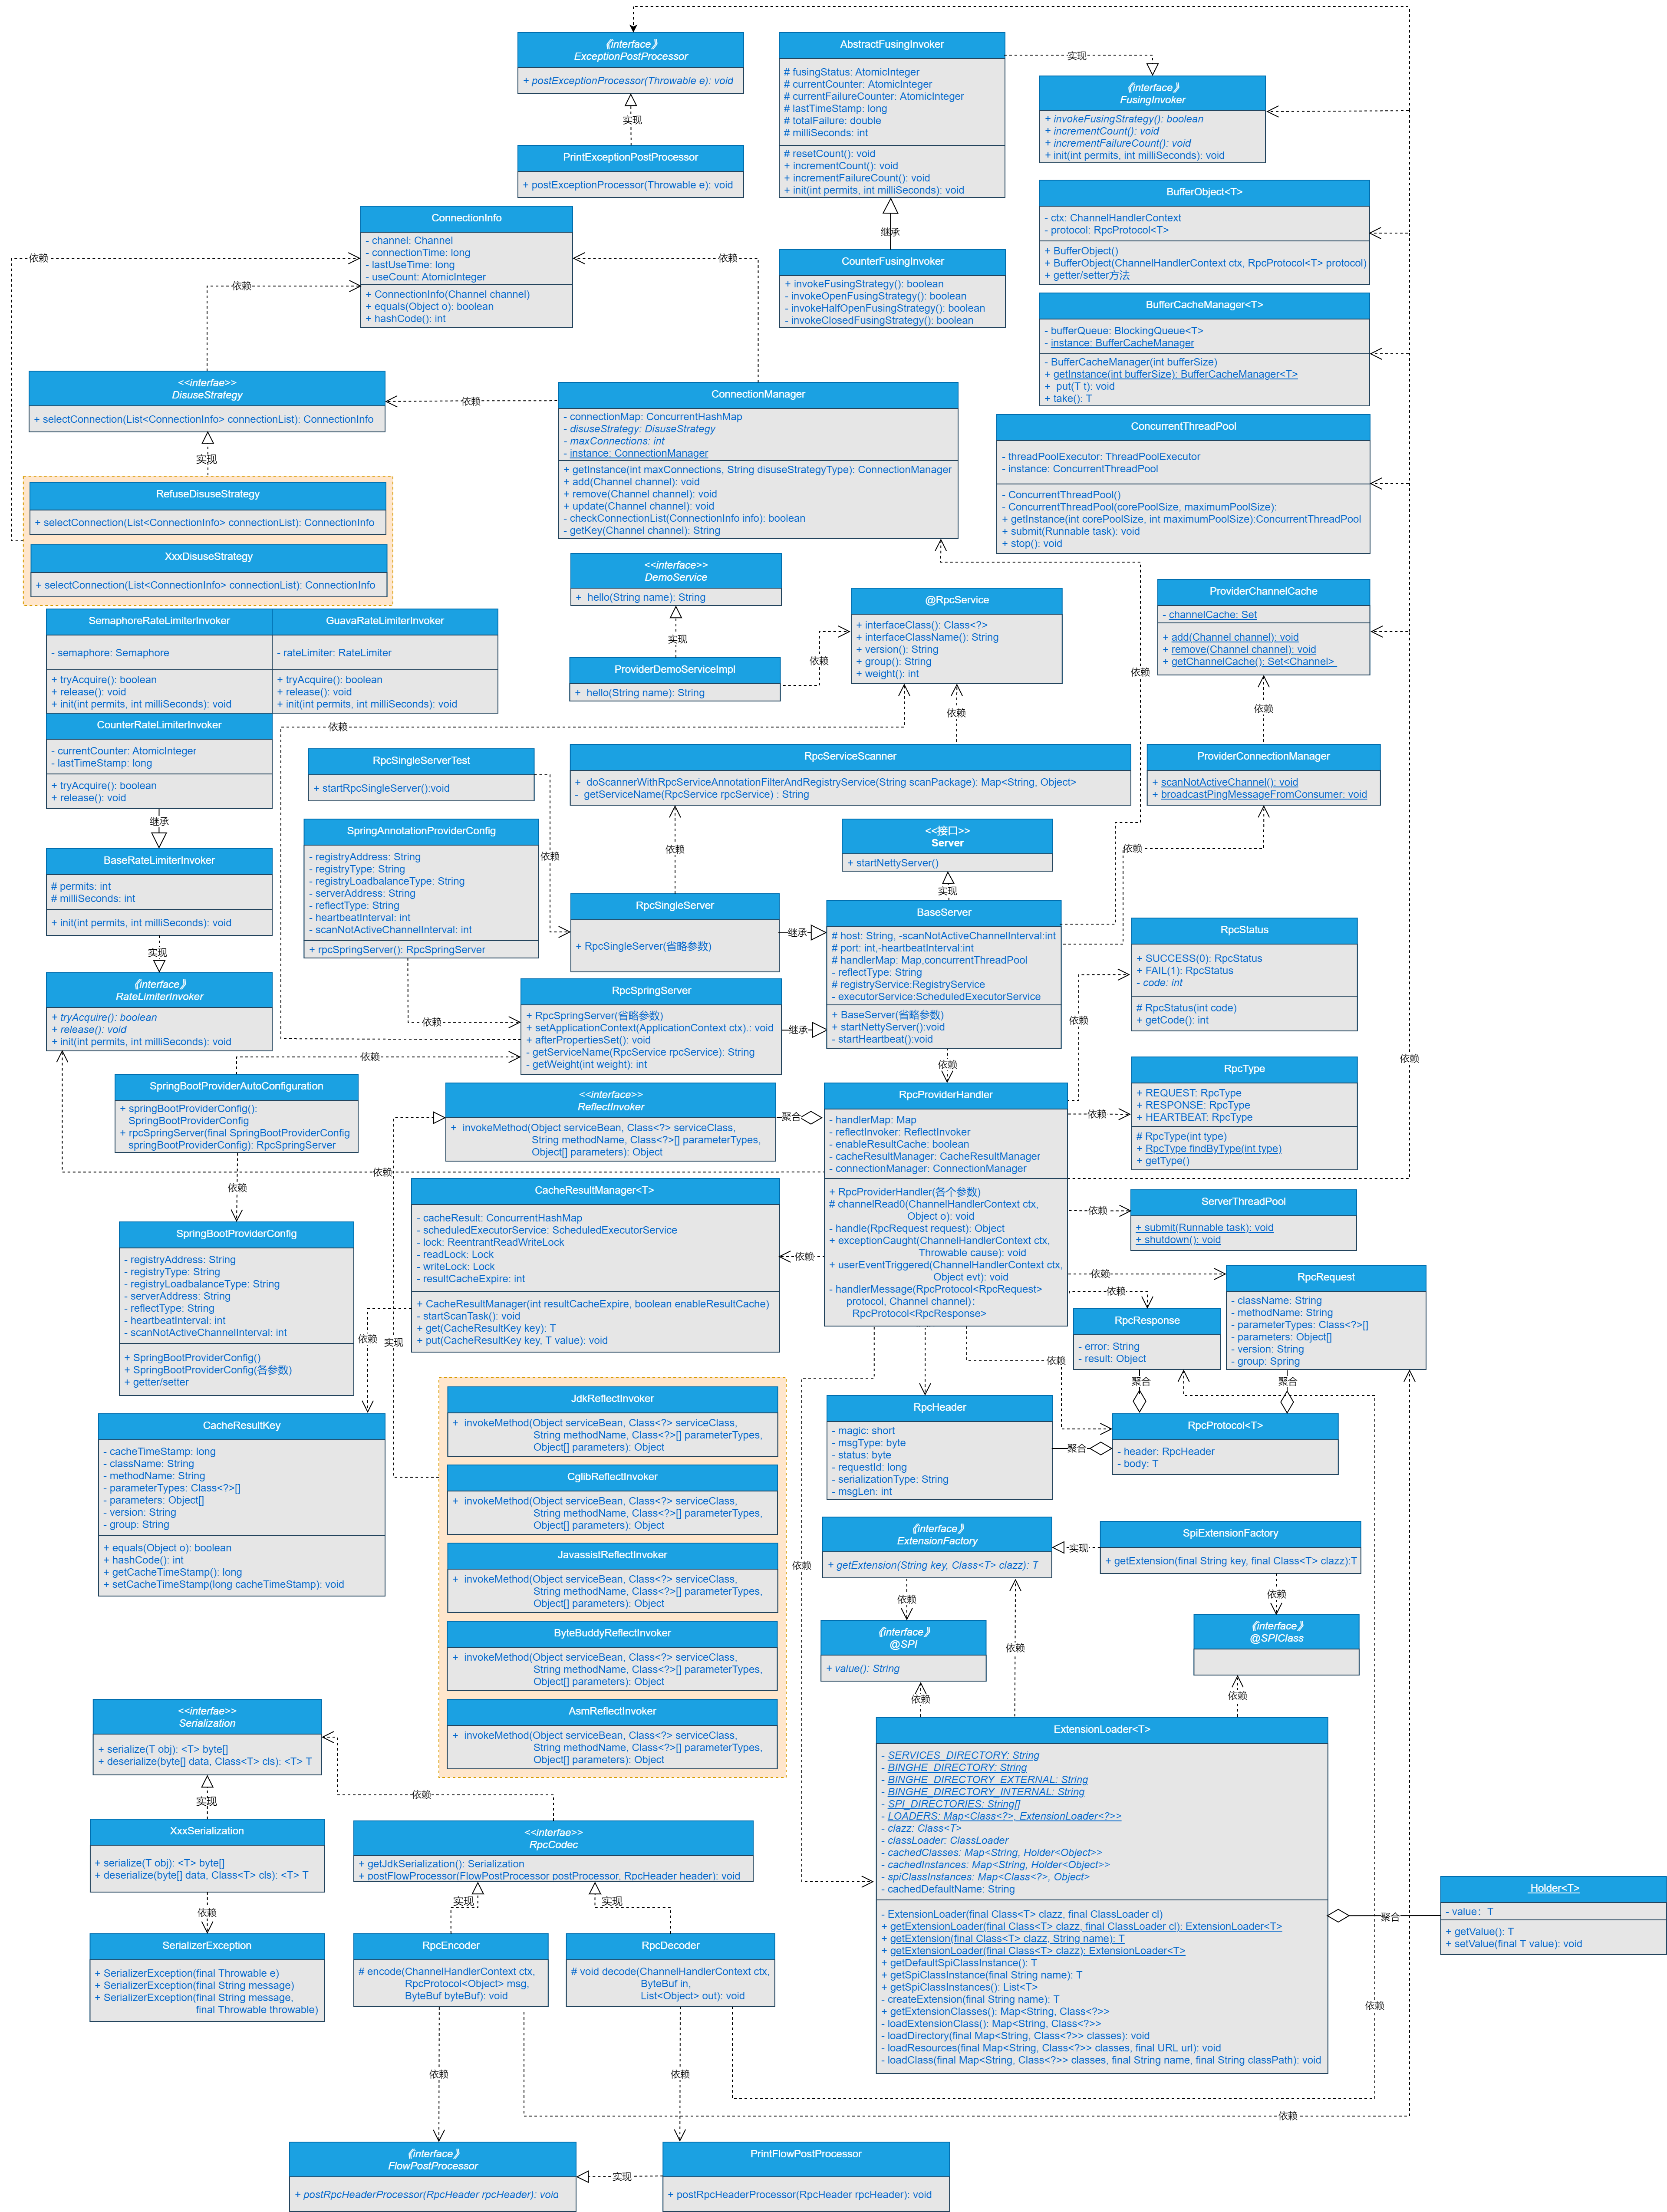 《interface》
ExceptionPostProcessor
+ postExceptionProcessor(Throwable e): void
实现
PrintExceptionPostProcessor
+ postExceptionProcessor(Throwable e): void
AbstractFusingInvoker
# fusingStatus: AtomicInteger
# currentCounter: AtomicInteger
# currentFailureCounter: AtomicInteger
# lastTimeStamp: long
# totalFailure: double
# milliSeconds: int
# resetCount(): void
+ incrementCount(): void
+ incrementFailureCount(): void
+ init(int permits, int milliSeconds): void
实现
《interface》
FusingInvoker
+ invokeFusingStrategy(): boolean
+ incrementCount(): void
+ incrementFailureCount(): void
+ init(int permits, int milliSeconds): void
继承
CounterFusingInvoker
+ invokeFusingStrategy(): boolean
- invokeOpenFusingStrategy(): boolean
- invokeHalfOpenFusingStrategy(): boolean
- invokeClosedFusingStrategy(): boolean
BufferObject<T>
- ctx: ChannelHandlerContext
- protocol: RpcProtocol<T>
+ BufferObject()
+ BufferObject(ChannelHandlerContext ctx, RpcProtocol<T> protocol)
+ getter/setter方法
BufferCacheManager<T>
- bufferQueue: BlockingQueue<T>
- instance: BufferCacheManager
- BufferCacheManager(int bufferSize)
+ getInstance(int bufferSize): BufferCacheManager<T>
+ put(T t): void
+ take(): T
ConnectionInfo
- channel: Channel
- connectionTime: long
- lastUseTime: long
- useCount: AtomicInteger
+ ConnectionInfo(Channel channel)
+ equals(Object o): boolean
+ hashCode(): int
依赖
依赖
依赖
<<interfae>>
DisuseStrategy
+ selectConnection(List<ConnectionInfo> connectionList): ConnectionInfo
依赖
ConnectionManager
- connectionMap: ConcurrentHashMap
- disuseStrategy: DisuseStrategy
- maxConnections: int
- instance: ConnectionManager
+ getInstance(int maxConnections, String disuseStrategyType): ConnectionManager
+ add(Channel channel): void
+ remove(Channel channel): void
+ update(Channel channel): void
- checkConnectionList(ConnectionInfo info): boolean
- getKey(Channel channel): String
ConcurrentThreadPool
- threadPoolExecutor: ThreadPoolExecutor
- instance: ConcurrentThreadPool
- ConcurrentThreadPool()
- ConcurrentThreadPool(corePoolSize, maximumPoolSize):
+ getInstance(int corePoolSize, int maximumPoolSize):ConcurrentThreadPool
+ submit(Runnable task): void
+ stop(): void
实现
RefuseDisuseStrategy
+ selectConnection(List<ConnectionInfo> connectionList): ConnectionInfo
XxxDisuseStrategy
+ selectConnection(List<ConnectionInfo> connectionList): ConnectionInfo
<<interface>>
DemoService
+ hello(String name): String
实现
ProviderDemoServiceImpl
+ hello(String name): String
依赖
@RpcService
+ interfaceClass(): Class<?>
+ interfaceClassName(): String
+ version(): String
+ group(): String
+ weight(): int
依赖
ProviderChannelCache
- channelCache: Set
+ add(Channel channel): void
+ remove(Channel channel): void
+ getChannelCache(): Set<Channel>
依赖
SemaphoreRateLimiterInvoker
- semaphore: Semaphore
+ tryAcquire(): boolean
+ release(): void
+ init(int permits, int milliSeconds): void
GuavaRateLimiterInvoker
- rateLimiter: RateLimiter
+ tryAcquire(): boolean
+ release(): void
+ init(int permits, int milliSeconds): void
CounterRateLimiterInvoker
- currentCounter: AtomicInteger
- lastTimeStamp: long
+ tryAcquire(): boolean
+ release(): void
继承
依赖
依赖
RpcSingleServerTest
+ startRpcSingleServer():void
RpcServiceScanner
+ doScannerWithRpcServiceAnnotationFilterAndRegistryService(String scanPackage): Map<String, Object>
- getServiceName(RpcService rpcService) : String
ProviderConnectionManager
+ scanNotActiveChannel(): void
+ broadcastPingMessageFromConsumer: void
SpringAnnotationProviderConfig
- registryAddress: String
- registryType: String
- registryLoadbalanceType: String
- serverAddress: String
- reflectType: String
- heartbeatInterval: int
- scanNotActiveChannelInterval: int
+ rpcSpringServer(): RpcSpringServer
依赖
依赖
<<接口>>
Server
+ startNettyServer()
实现
依赖
BaseRateLimiterInvoker
# permits: int
# milliSeconds: int
+ init(int permits, int milliSeconds): void
实现
《interface》
RateLimiterInvoker
+ tryAcquire(): boolean
+ release(): void
+ init(int permits, int milliSeconds): void
RpcSingleServer
+ RpcSingleServer(省略参数)
继承
BaseServer
# host: String, -scanNotActiveChannelInterval:int
# port: int,-heartbeatInterval:int
# handlerMap: Map,concurrentThreadPool
- reflectType: String
# registryService:RegistryService
- executorService:ScheduledExecutorService
+ BaseServer(省略参数)
+ startNettyServer():void
- startHeartbeat():void
RpcStatus
+ SUCCESS(0): RpcStatus
+ FAIL(1): RpcStatus
- code: int
# RpcStatus(int code)
+ getCode(): int
依赖
RpcSpringServer
+ RpcSpringServer(省略参数)
+ setApplicationContext(ApplicationContext ctx).: void
+ afterPropertiesSet(): void
- getServiceName(RpcService rpcService): String
- getWeight(int weight): int
继承
依赖
依赖
依赖
依赖
依赖
SpringBootProviderAutoConfiguration
+ springBootProviderConfig():
SpringBootProviderConfig
+ rpcSpringServer(final SpringBootProviderConfig
springBootProviderConfig): RpcSpringServer
依赖
<<interface>>
ReflectInvoker
+ invokeMethod(Object serviceBean, Class<?> serviceClass,
String methodName, Class<?>[] parameterTypes,
Object[] parameters): Object
聚合
RpcProviderHandler
- handlerMap: Map
- reflectInvoker: ReflectInvoker
- enableResultCache: boolean
- cacheResultManager: CacheResultManager
- connectionManager: ConnectionManager
+ RpcProviderHandler(各个参数)
# channelRead0(ChannelHandlerContext ctx,
Object o): void
- handle(RpcRequest request): Object
+ exceptionCaught(ChannelHandlerContext ctx,
Throwable cause): void
+ userEventTriggered(ChannelHandlerContext ctx,
Object evt): void
- handlerMessage(RpcProtocol<RpcRequest>
protocol, Channel channel):
RpcProtocol<RpcResponse>
依赖
RpcType
+ REQUEST: RpcType
+ RESPONSE: RpcType
+ HEARTBEAT: RpcType
# RpcType(int type)
+ RpcType findByType(int type)
+ getType()
依赖
依赖
ServerThreadPool
+ submit(Runnable task): void
+ shutdown(): void
SpringBootProviderConfig
- registryAddress: String
- registryType: String
- registryLoadbalanceType: String
- serverAddress: String
- reflectType: String
- heartbeatInterval: int
- scanNotActiveChannelInterval: int
+ SpringBootProviderConfig()
+ SpringBootProviderConfig(各参数)
+ getter/setter
CacheResultManager<T>
- cacheResult: ConcurrentHashMap
- scheduledExecutorService: ScheduledExecutorService
- lock: ReentrantReadWriteLock
- readLock: Lock
- writeLock: Lock
- resultCacheExpire: int
+ CacheResultManager(int resultCacheExpire, boolean enableResultCache)
- startScanTask(): void
+ get(CacheResultKey key): T
+ put(CacheResultKey key, T value): void
依赖
依赖
实现
依赖
依赖
RpcRequest
- className: String
- methodName: String
- parameterTypes: Class<?>[]
- parameters: Object[]
- version: String
- group: Spring
RpcResponse
- error: String
- result: Object
依赖
聚合
聚合
CacheResultKey
- cacheTimeStamp: long
- className: String
- methodName: String
- parameterTypes: Class<?>[]
- parameters: Object[]
- version: String
- group: String
+ equals(Object o): boolean
+ hashCode(): int
+ getCacheTimeStamp(): long
+ setCacheTimeStamp(long cacheTimeStamp): void
JdkReflectInvoker
+ invokeMethod(Object serviceBean, Class<?> serviceClass,
String methodName, Class<?>[] parameterTypes,
Object[] parameters): Object
CglibReflectInvoker
+ invokeMethod(Object serviceBean, Class<?> serviceClass,
String methodName, Class<?>[] parameterTypes,
Object[] parameters): Object
JavassistReflectInvoker
+ invokeMethod(Object serviceBean, Class<?> serviceClass,
String methodName, Class<?>[] parameterTypes,
Object[] parameters): Object
ByteBuddyReflectInvoker
+ invokeMethod(Object serviceBean, Class<?> serviceClass,
String methodName, Class<?>[] parameterTypes,
Object[] parameters): Object
AsmReflectInvoker
+ invokeMethod(Object serviceBean, Class<?> serviceClass,
String methodName, Class<?>[] parameterTypes,
Object[] parameters): Object
RpcHeader
- magic: short
- msgType: byte
- status: byte
- requestId: long
- serializationType: String
- msgLen: int
聚合
RpcProtocol<T>
- header: RpcHeader
- body: T
依赖
《interface》
ExtensionFactory
+ getExtension(String key, Class<T> clazz): T
实现
SpiExtensionFactory
+ getExtension(final String key, final Class<T> clazz):T
依赖
依赖
《interface》
@SPI
+ value(): String
依赖
《interface》
@SPIClass
依赖
依赖
ExtensionLoader<T>
- SERVICES_DIRECTORY: String
- BINGHE_DIRECTORY: String
- BINGHE_DIRECTORY_EXTERNAL: String
- BINGHE_DIRECTORY_INTERNAL: String
- SPI_DIRECTORIES: String[]
- LOADERS: Map<Class<?>, ExtensionLoader<?>>
- clazz: Class<T>
- classLoader: ClassLoader
- cachedClasses: Map<String, Holder<Object>>
- cachedInstances: Map<String, Holder<Object>>
- spiClassInstances: Map<Class<?>, Object>
- cachedDefaultName: String
- ExtensionLoader(final Class<T> clazz, final ClassLoader cl)
+ getExtensionLoader(final Class<T> clazz, final ClassLoader cl): ExtensionLoader<T>
+ getExtension(final Class<T> clazz, String name): T
+ getExtensionLoader(final Class<T> clazz): ExtensionLoader<T>
+ getDefaultSpiClassInstance(): T
+ getSpiClassInstance(final String name): T
+ getSpiClassInstances(): List<T>
- createExtension(final String name): T
+ getExtensionClasses(): Map<String, Class<?>>
- loadExtensionClass(): Map<String, Class<?>>
- loadDirectory(final Map<String, Class<?>> classes): void
- loadResources(final Map<String, Class<?>> classes, final URL url): void
- loadClass(final Map<String, Class<?>> classes, final String name, final String classPath): void
聚合
Holder<T>
- value: T
+ getValue(): T
+ setValue(final T value): void
<<interfae>>
Serialization
+ serialize(T obj): <T> byte[]
+ deserialize(byte[] data, Class<T> cls): <T> T
实现
依赖
XxxSerialization
+ serialize(T obj): <T> byte[]
+ deserialize(byte[] data, Class<T> cls): <T> T
依赖
SerializerException
+ SerializerException(final Throwable e)
+ SerializerException(final String message)
+ SerializerException(final String message,
final Throwable throwable)
<<interfae>>
RpcCodec
+ getJdkSerialization(): Serialization
+ postFlowProcessor(FlowPostProcessor postProcessor, RpcHeader header): void
实现
实现
RpcEncoder
# encode(ChannelHandlerContext ctx,
RpcProtocol<Object> msg,
ByteBuf byteBuf): void
RpcDecoder
# void decode(ChannelHandlerContext ctx,
ByteBuf in,
List<Object> out): void
依赖
依赖
依赖
依赖
《interface》
FlowPostProcessor
+ postRpcHeaderProcessor(RpcHeader rpcHeader): void
实现
PrintFlowPostProcessor
+ postRpcHeaderProcessor(RpcHeader rpcHeader): void